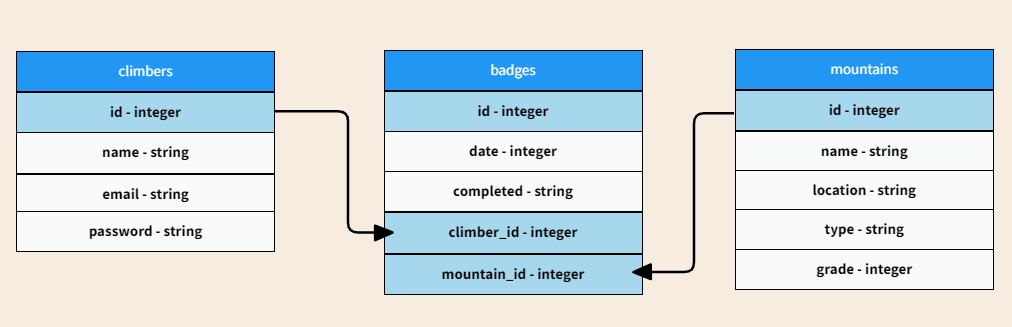 climbers
id - integer
name - string
email - string
password - string
badges
id - integer
date - integer
completed - string
climber_id - integer
mountain_id - integer
mountains
id - integer
name - string
location - string
type - string
grade - integer